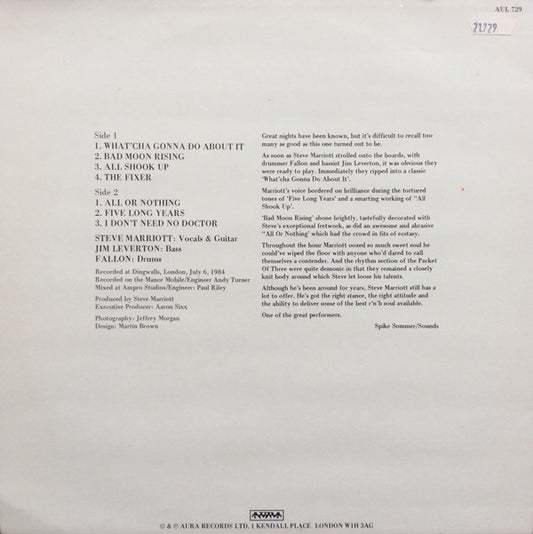 AUL 729
21729
Side 1
1. WHAT'CHA GONNA DO ABOUT IT
2. BAD MOON RISING
3. ALL SHOOK UP
4. THE FIXER
Side 2
1. ALL OR NOTHING
2. FIVE LONG YEARS
3. I DON'T NEED NO DOCTOR
STEVE MARRIOTT: Vocals & Guitar
JIM LEVERTON: Bass
FALLON: Drums
Recorded at Dingwalls, London, July 6, 1984
Recorded on the Manor Mobile/Engineer Andy Turner
Mixed at Ampro Studios/Engineer: Paul Riley
Produced by Steve Marriott
Executive Producer: Aaron Sixx
Photography: Jeffrey Morgan
Design: Martin Brown
Great nights have been known, but it's difficult to recall too
many as good as this one turned out to be.
As soon as Steve Marriott strolled onto the boards, with
drummer Fallon and bassist Jim Leverton, it was obvious they
were ready to play. Immediately they ripped into a classic
'What'cha Gonna Do About It'.
Marriott's voice bordered on brilliance during the tortured
tones of 'Five Long Years' and a smarting working of "All
Shook Up'.
'Bad Moon Rising' shone brightly, tastefully decorated with
Steve's exceptional fretwork, as did an awesome and abrasive
"All Or Nothing' which had the crowd in fits of ecstasy.
Throughout the hour Marriott oozed so much sweet soul he
could've wiped the floor with anyone who'd dared to call
themselves a contender. And the rhythm section of the Packet
Of Three were quite demonic in that they remained a closely
knit body around which Steve let loose his talents.
Although he's been around for years, Steve Marriott still has a
lot to offer. He's got the right stance, the right attitude and
the ability to deliver some of the best r'n'b soul available.
One of the great performers.
Spike Sommer/Sounds
AURA
℗ & © AURA RECORDS LTD. 1 KENDALL PLACE LONDON W1H 3AG